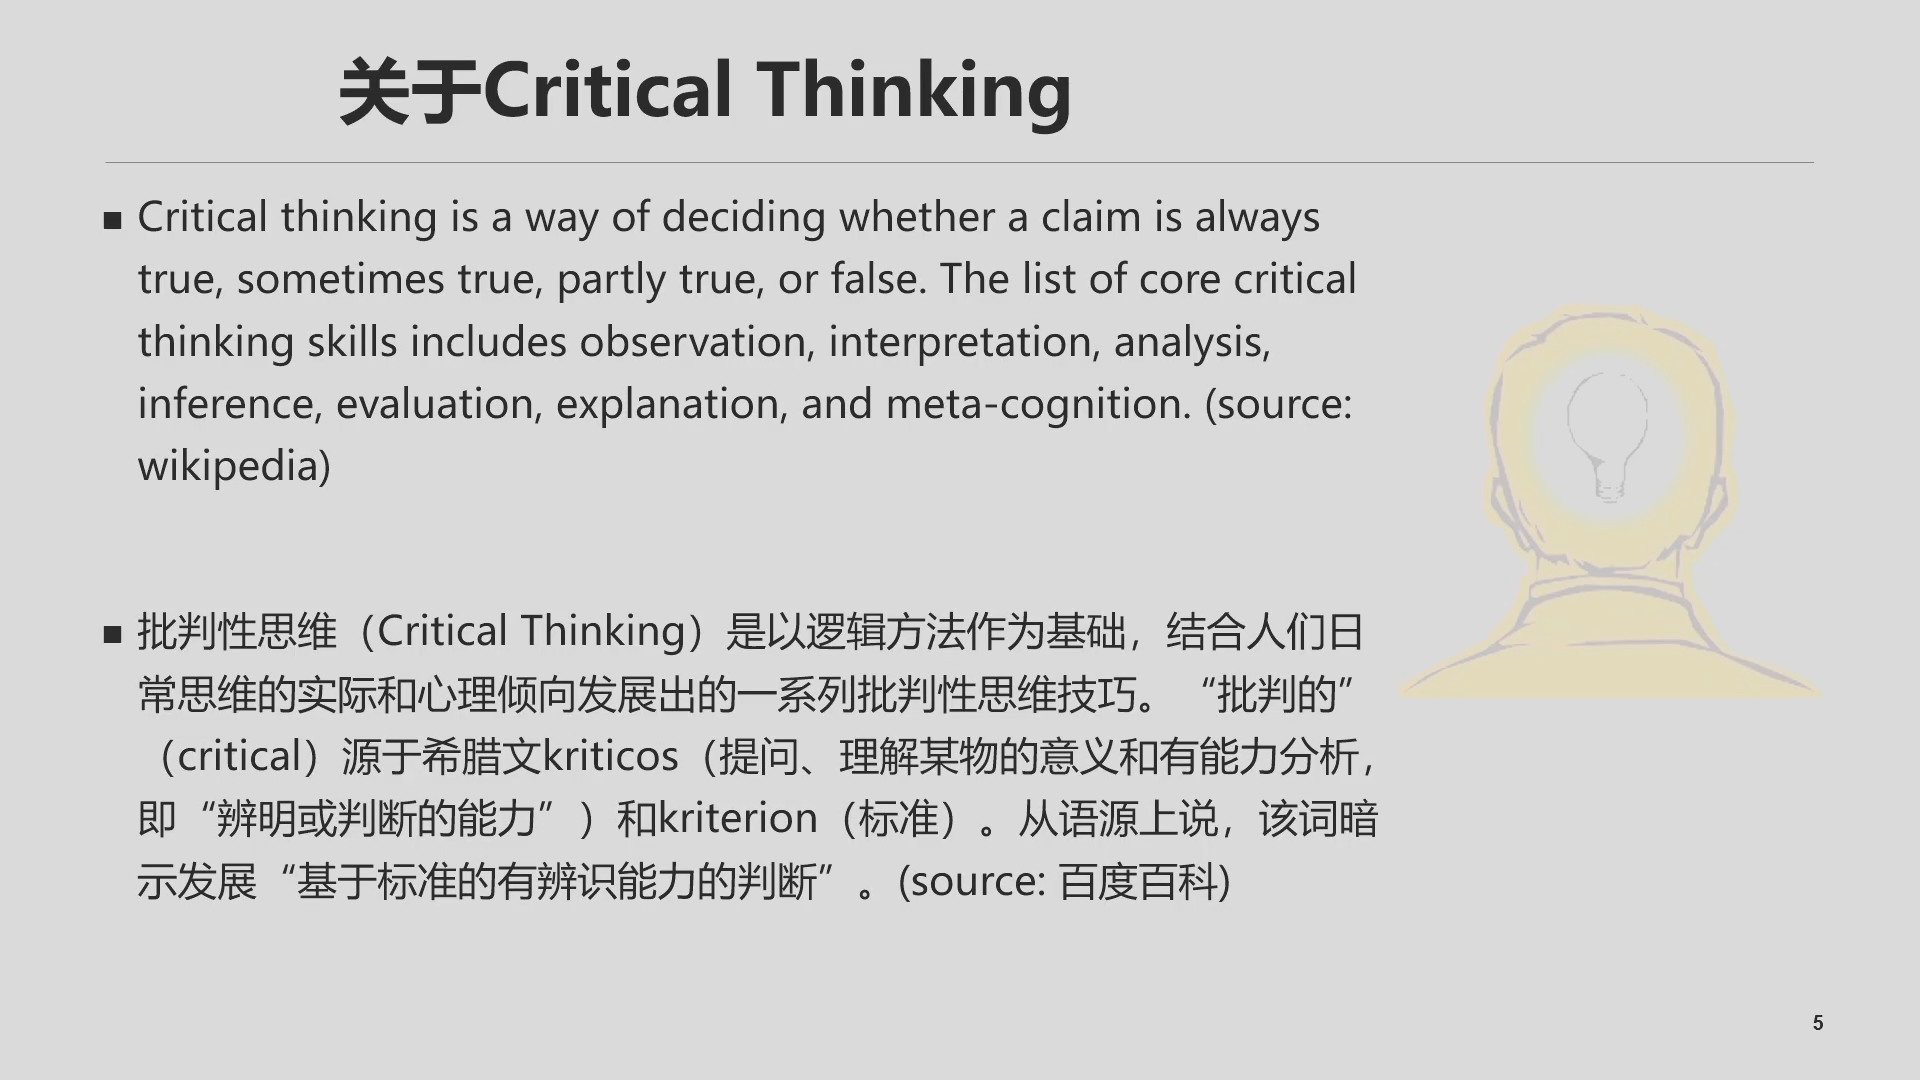 关于Critical Thinking
■ Critical thinking is a way of deciding whether a claim is always
true, sometimes true, partly true, or false. The list of core critical
thinking skills includes observation, interpretation, analysis,
inference, evaluation, explanation, and meta-cognition. (source:
wikipedia)
■ 批判性思维（Critical Thinking）是以逻辑方法作为基础，结合人们日
常思维的实际和心理倾向发展出的一系列批判性思维技巧。“批判的”
（critical）源于希腊文kriticos（提问、理解某物的意义和有能力分析，
即“辨明或判断的能力”）和kriterion（标准）。从语源上说，该词暗
示发展“基于标准的有辨识能力的判断”。(source: 百度百科)
5